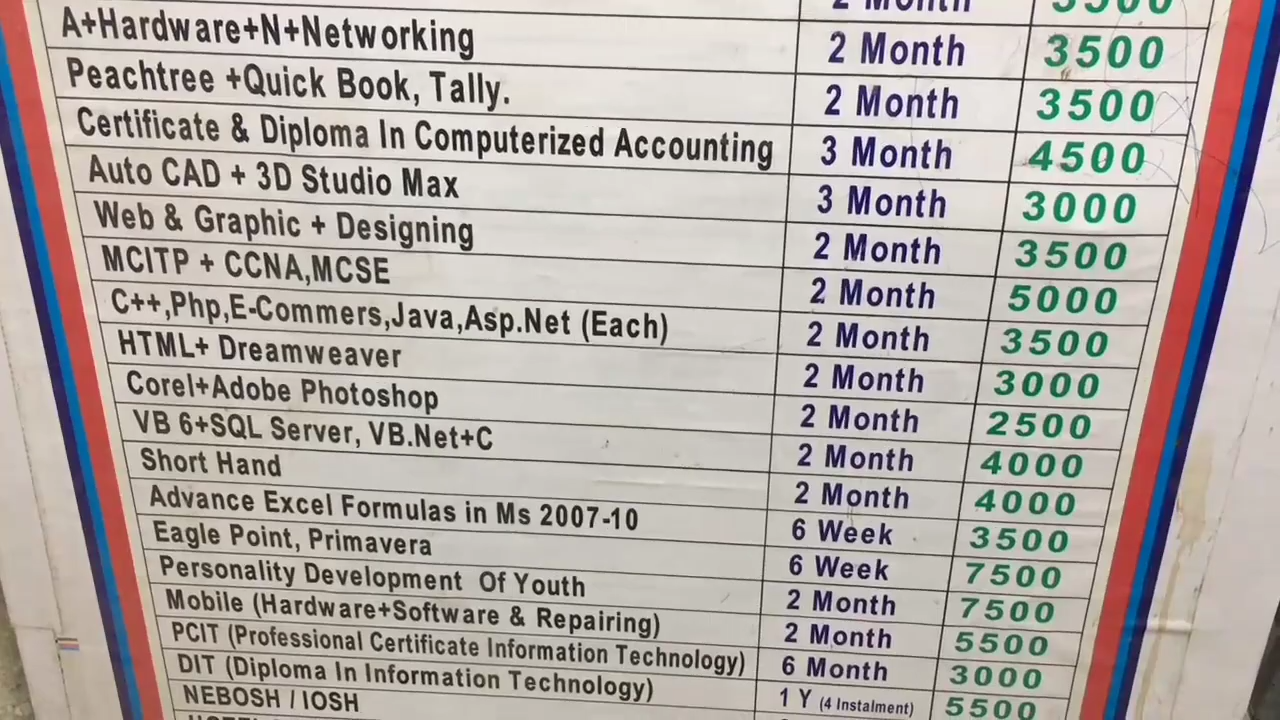 2 Month 3500
A+Hardware+N+Networking 2 Month 3500
Peachtree +Quick Book, Tally. 2 Month 3500
Certificate & Diploma In Computerized Accounting 3 Month 4500
Auto CAD + 3D Studio Max 3 Month 3000
Web & Graphic + Designing 2 Month 3500
MCITP + CCNA,MCSE 2 Month 5000
C++,Php,E-Commers,Java,Asp.Net (Each) 2 Month 3500
HTML+ Dreamweaver 2 Month 3000
Corel+Adobe Photoshop 2 Month 2500
VB 6+SQL Server, VB.Net+C 2 Month 4000
Short Hand 2 Month 4000
Advance Excel Formulas in Ms 2007-10 6 Week 3500
Eagle Point, Primavera 6 Week 7500
Personality Development Of Youth 2 Month 7500
Mobile (Hardware+Software & Repairing) 2 Month 5500
PCIT (Professional Certificate Information Technology) 6 Month 3000
DIT (Diploma In Information Technology) 1 Y (4 Instalment) 5500
NEBOSH / IOSH